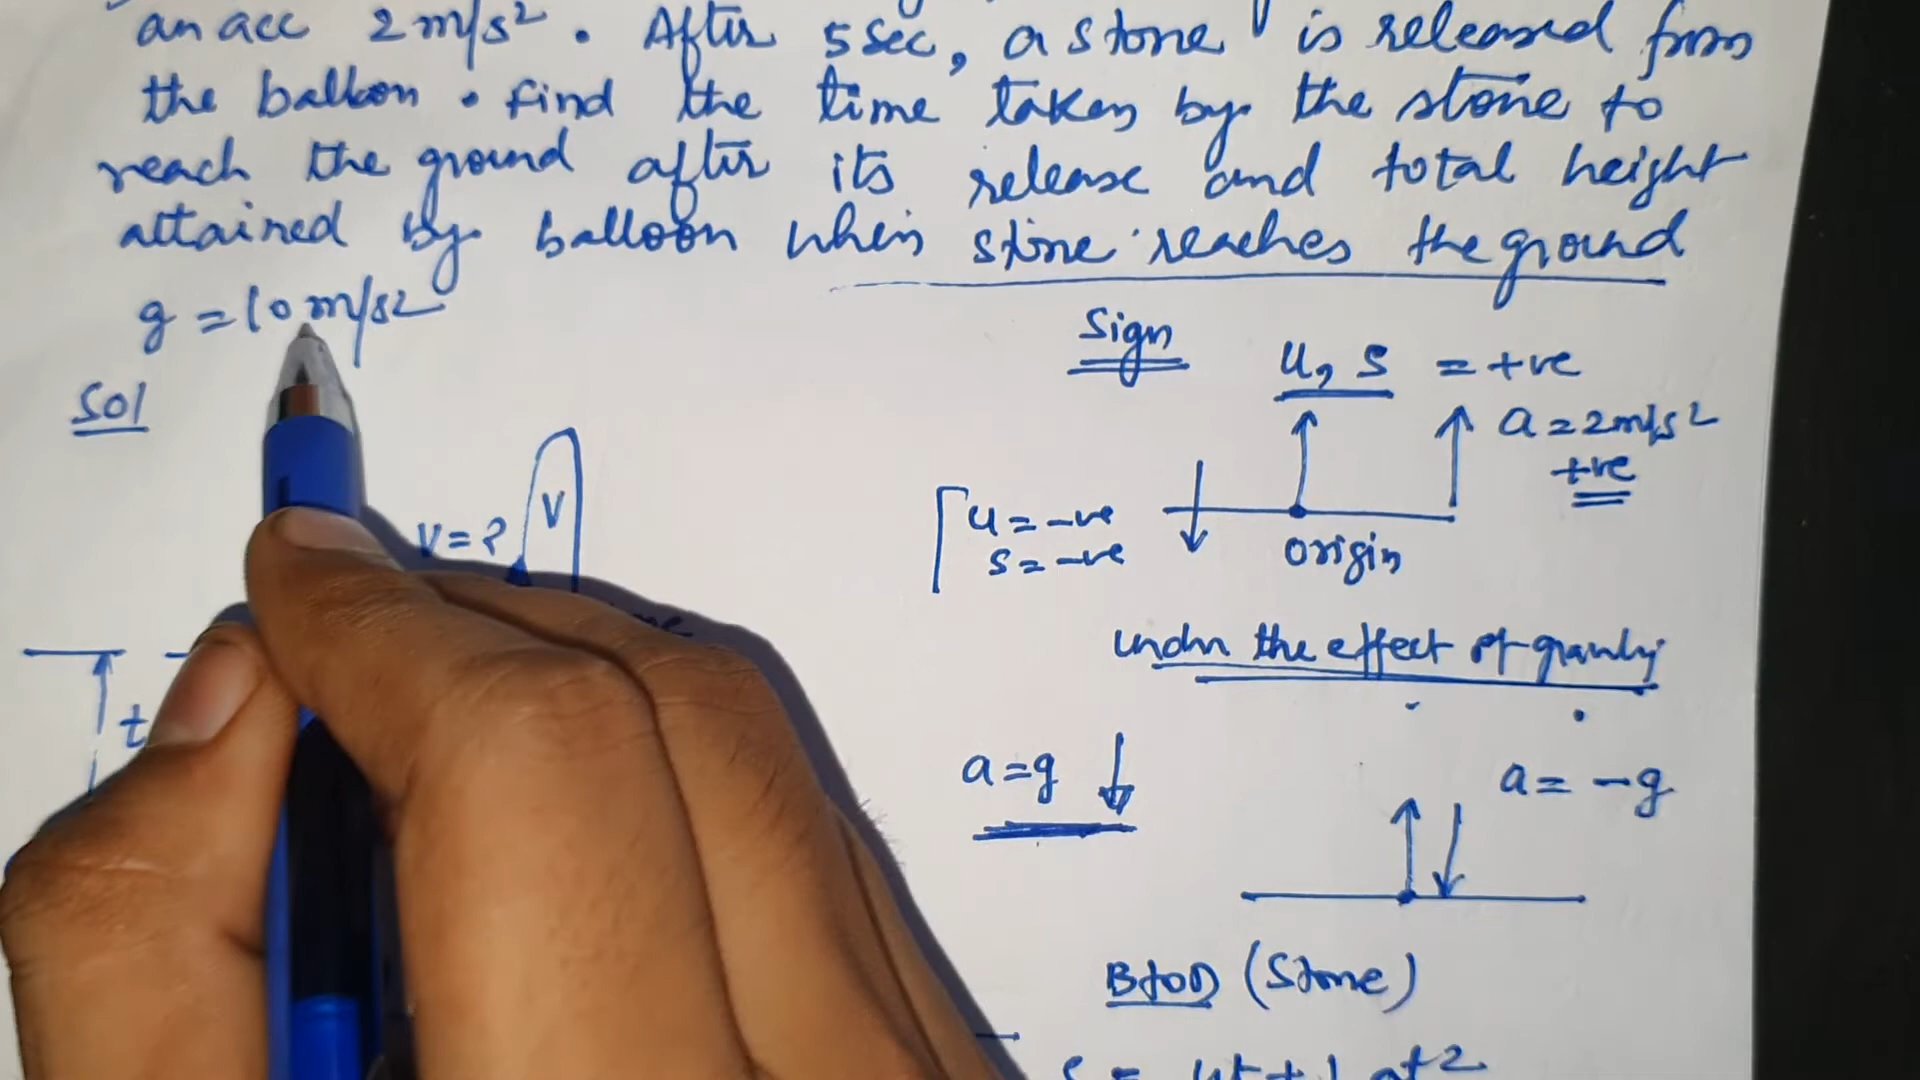 an acc 2m/s². After 5 sec, a stone is released from
the balloon. find the time taken by the stone to
reach the ground after its release and total height
attained by balloon when stone reaches the ground
g = 10 m/s2
Sign
u, s = +ve
Sol
a = 2m/s2
+ve
V
V = ?
u = -ve
s = -ve
origin
under the effect of gravity
t
a = g
a = -g
B to D (Stone)